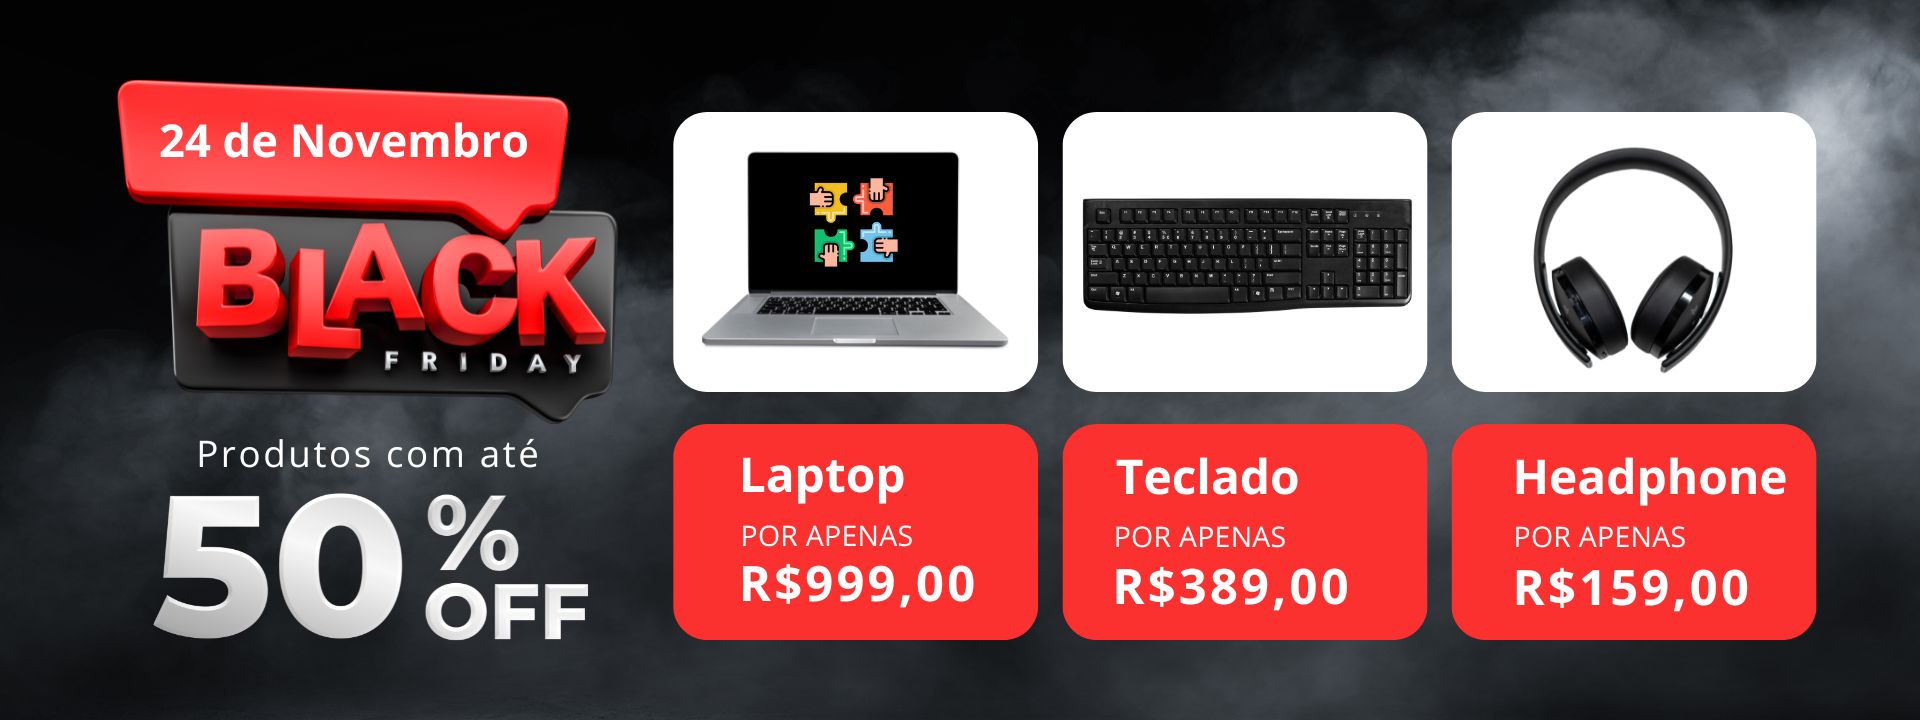 24 de Novembro
BLACK
FRIDAY
Produtos com até
50%
OFF
Laptop
POR APENAS
R$999,00
Teclado
POR APENAS
R$389,00
Headphone
POR APENAS
R$159,00